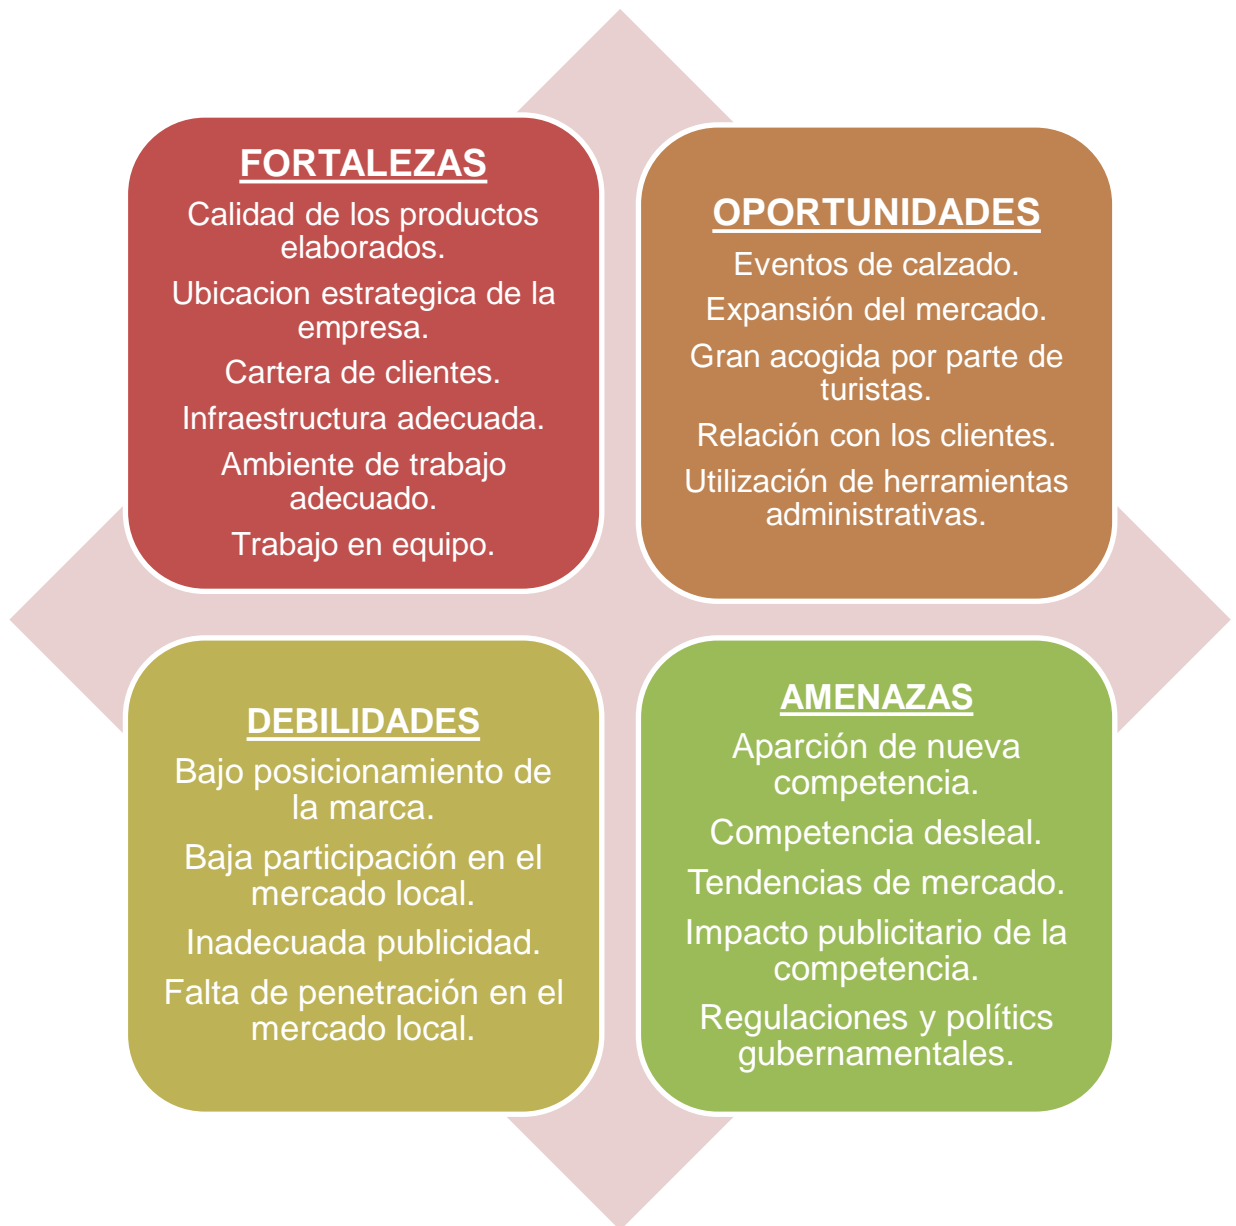 FORTALEZAS
Calidad de los productos
elaborados.
Ubicacion estrategica de la
empresa.
Cartera de clientes.
Infraestructura adecuada.
Ambiente de trabajo
adecuado.
Trabajo en equipo.
OPORTUNIDADES
Eventos de calzado.
Expansión del mercado.
Gran acogida por parte de
turistas.
Relación con los clientes.
Utilización de herramientas
administrativas.
DEBILIDADES
Bajo posicionamiento de
la marca.
Baja participación en el
mercado local.
Inadecuada publicidad.
Falta de penetración en el
mercado local.
AMENAZAS
Aparción de nueva
competencia.
Competencia desleal.
Tendencias de mercado.
Impacto publicitario de la
competencia.
Regulaciones y polítics
gubernamentales.